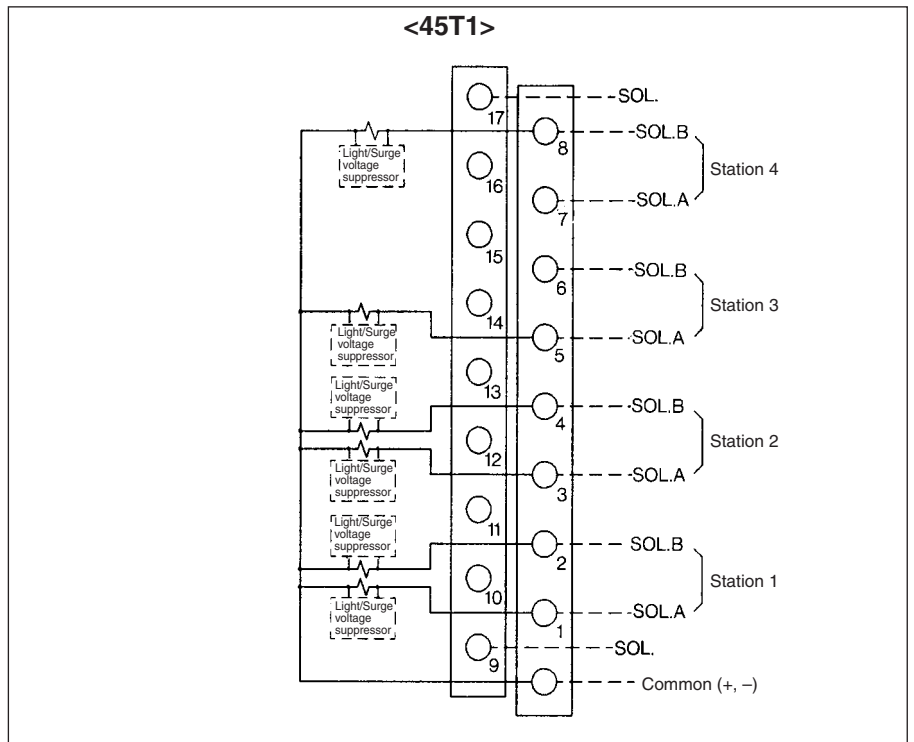 <45T1>
17
SOL.
8
SOL.B
Light/Surge
voltage
suppressor
Station 4
16
7
SOL.A
15
6
SOL.B
14
Station 3
5
SOL.A
Light/Surge
voltage
suppressor
13
Light/Surge
voltage
suppressor
4
SOL.B
12
Station 2
3
SOL.A
Light/Surge
voltage
suppressor
11
Light/Surge
voltage
suppressor
2
SOL.B
10
Station 1
1
SOL.A
Light/Surge
voltage
suppressor
9
SOL.
Common (+, –)